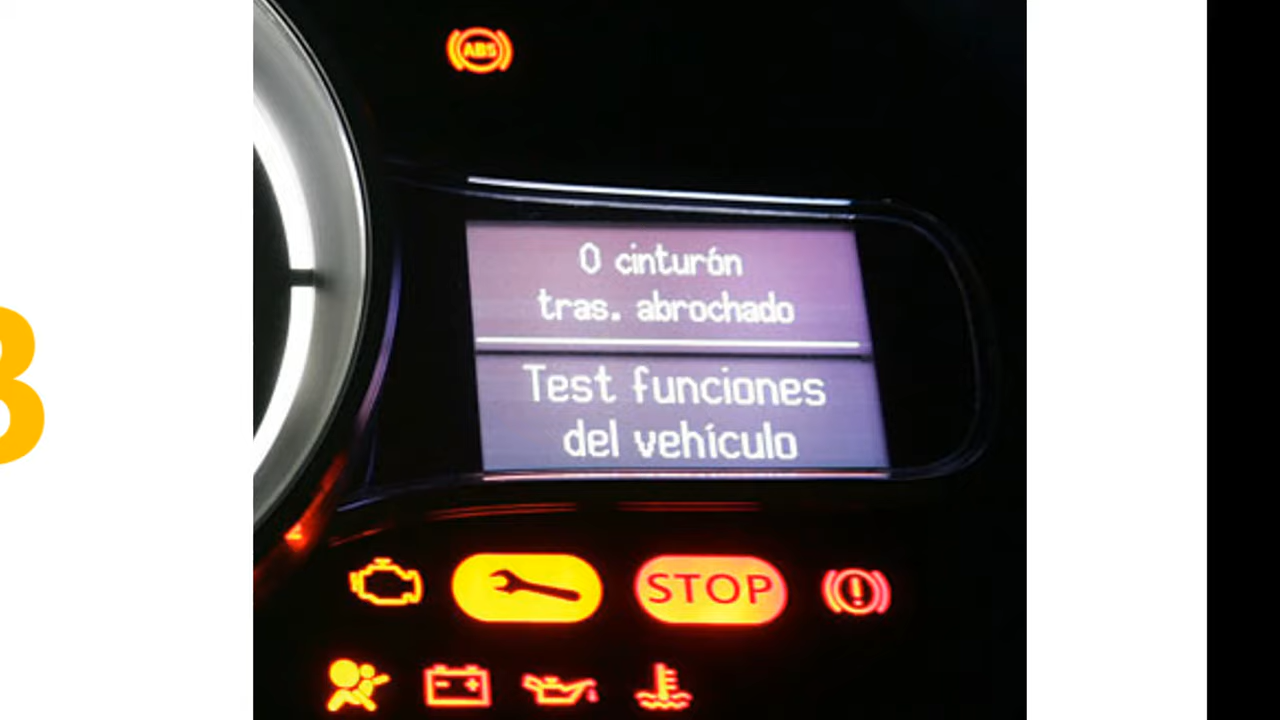 ABS
0 cinturón
tras. abrochado
Test funciones
del vehículo
STOP